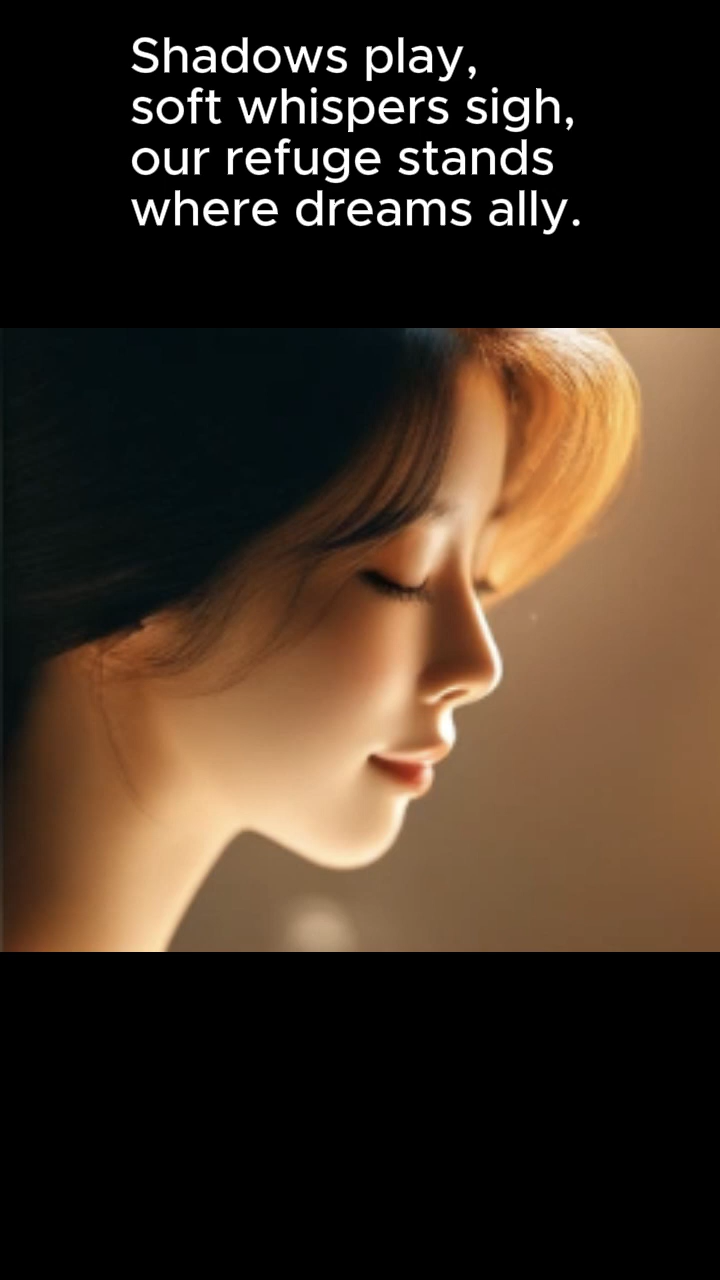 Shadows play,
soft whispers sigh,
our refuge stands
where dreams ally.